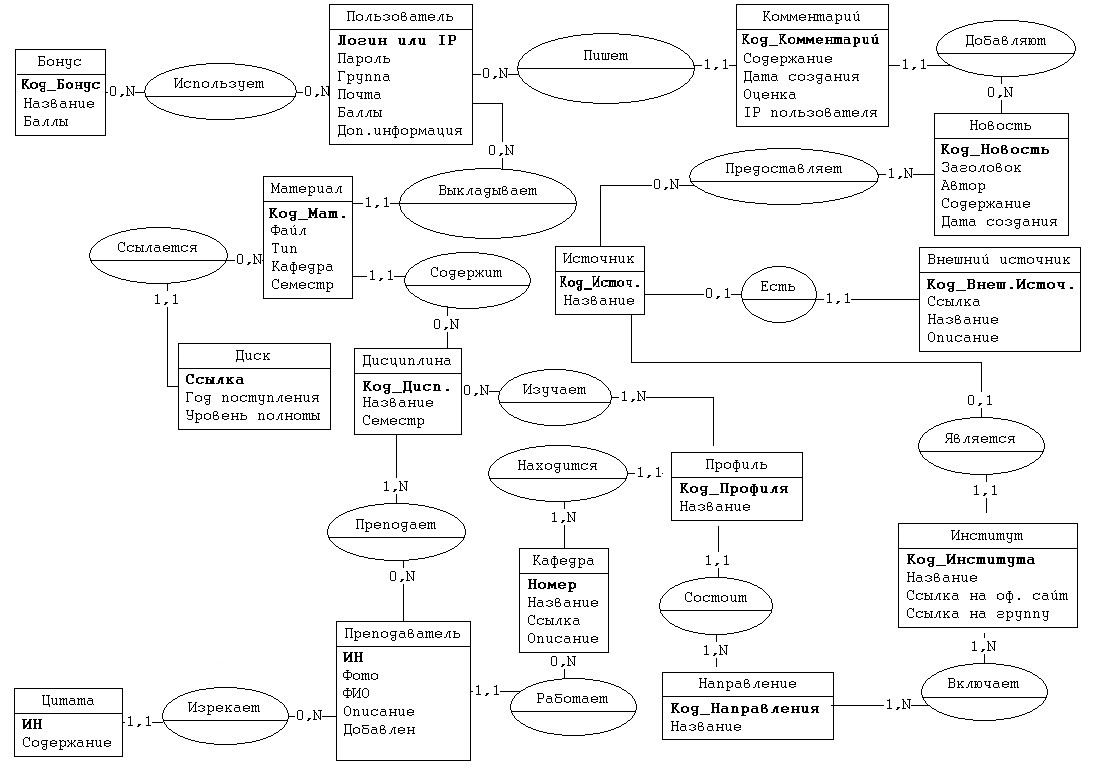 Пользователь
Логин или IP
Пароль
Группа
Почта
Баллы
Доп.информация
Комментарий
Код_Комментарий
Содержание
Дата создания
Оценка
IP пользователя
Бонус
Код_Бонус
Название
Баллы
0,N
Использует
0,N
0,N
Пишет
1,1
1,1
Добавляют
0,N
Новость
Код_Новость
Заголовок
Автор
Содержание
Дата создания
0,N
Выкладывает
1,1
0,N
Предоставляет
1,N
Материал
Код_Мат.
Файл
Тип
Кафедра
Семестр
Ссылается
0,N
1,1
1,1
Содержит
0,N
Источник
Код_Источ.
Название
0,1
Есть
1,1
Внешний источник
Код_Внеш.Источ.
Ссылка
Название
Описание
Диск
Ссылка
Год поступления
Уровень полноты
Дисциплина
Код_Дисп.
Название
Семестр
0,N
Изучает
1,N
0,1
Является
1,1
Находится
1,1
1,N
Профиль
Код_Профиля
Название
1,N
Преподает
0,N
Кафедра
Номер
Название
Ссылка
Описание
1,1
Состоит
1,N
Институт
Код_Института
Название
Ссылка на оф. сайт
Ссылка на группу
Преподаватель
ИН
Фото
ФИО
Описание
Добавлен
0,N
1,1
Работает
Направление
Код_Направления
Название
1,N
Включает
1,N
Цитата
ИН
Содержание
1,1
Изрекает
0,N